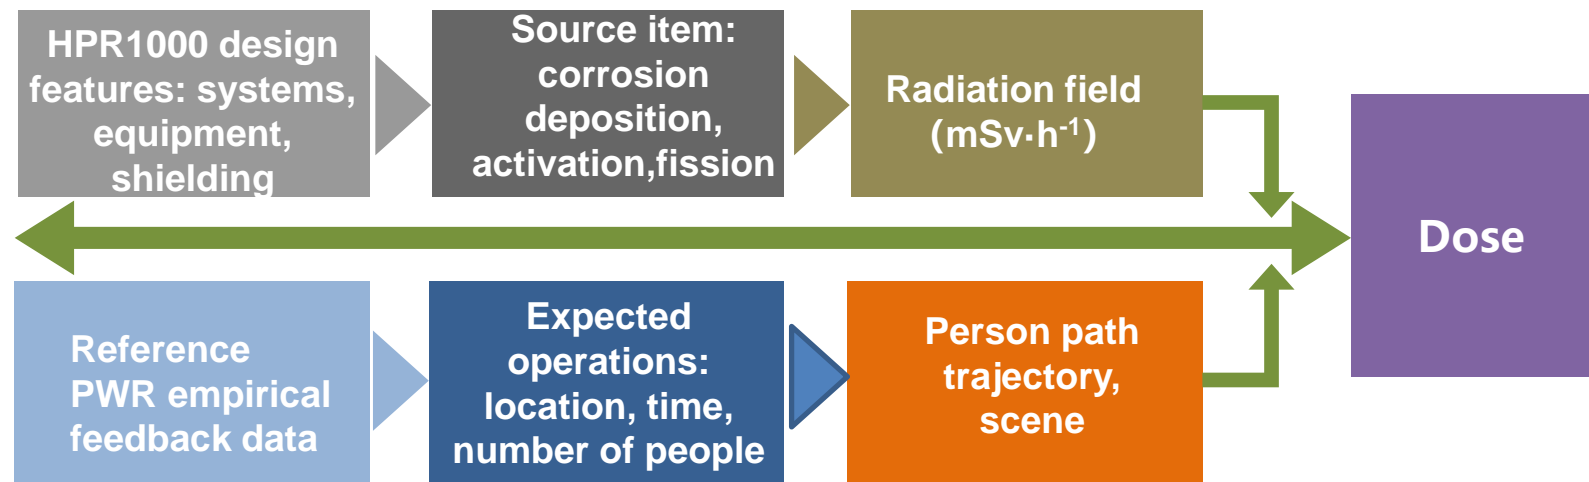 HPR1000 design
features: systems,
equipment,
shielding
Source item:
corrosion
deposition,
activation,fission
Radiation field
(mSv·h⁻¹)
Dose
Reference
PWR empirical
feedback data
Expected
operations:
location, time,
number of people
Person path
trajectory,
scene